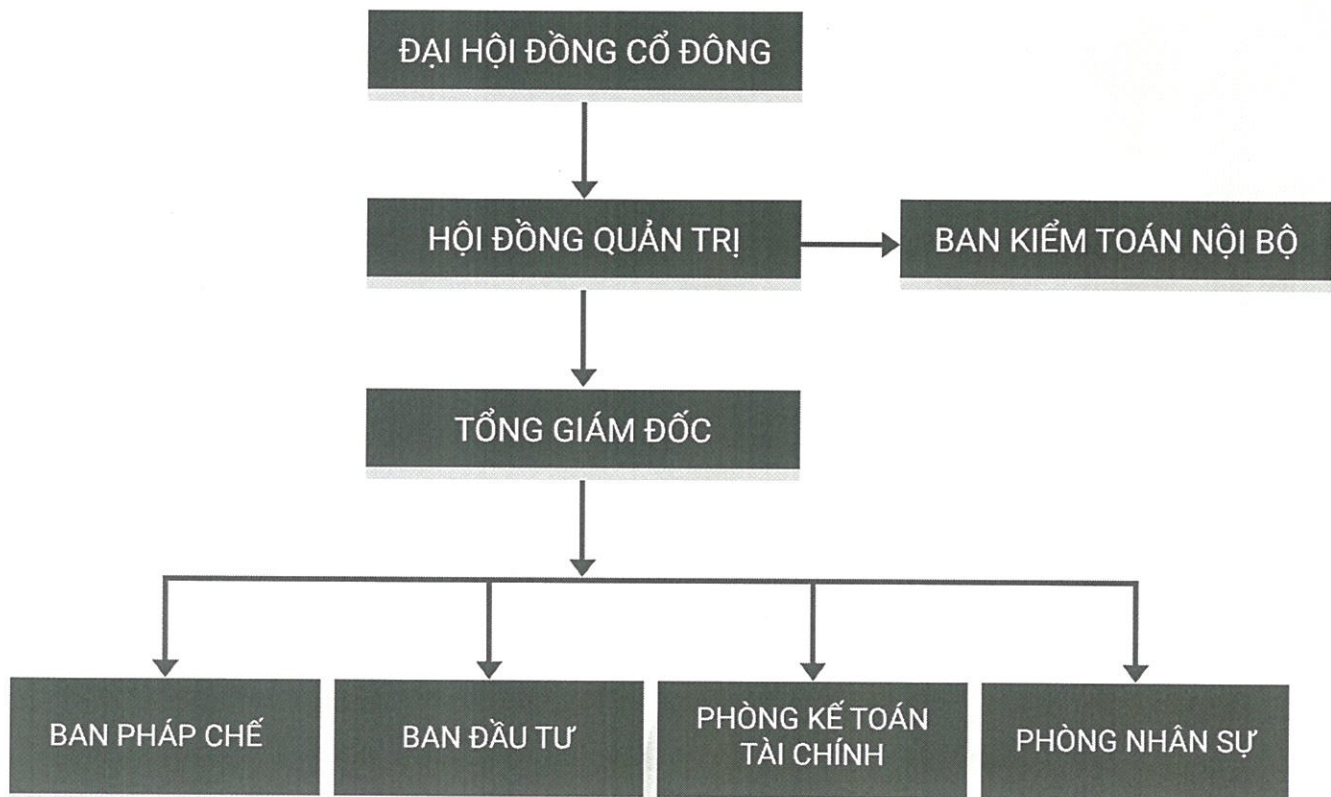 ĐẠI HỘI ĐỒNG CỔ ĐÔNG
HỘI ĐỒNG QUẢN TRỊ
BAN KIỂM TOÁN NỘI BỘ
TỔNG GIÁM ĐỐC
BAN PHÁP CHẾ
BAN ĐẦU TƯ
PHÒNG KẾ TOÁN
TÀI CHÍNH
PHÒNG NHÂN SỰ